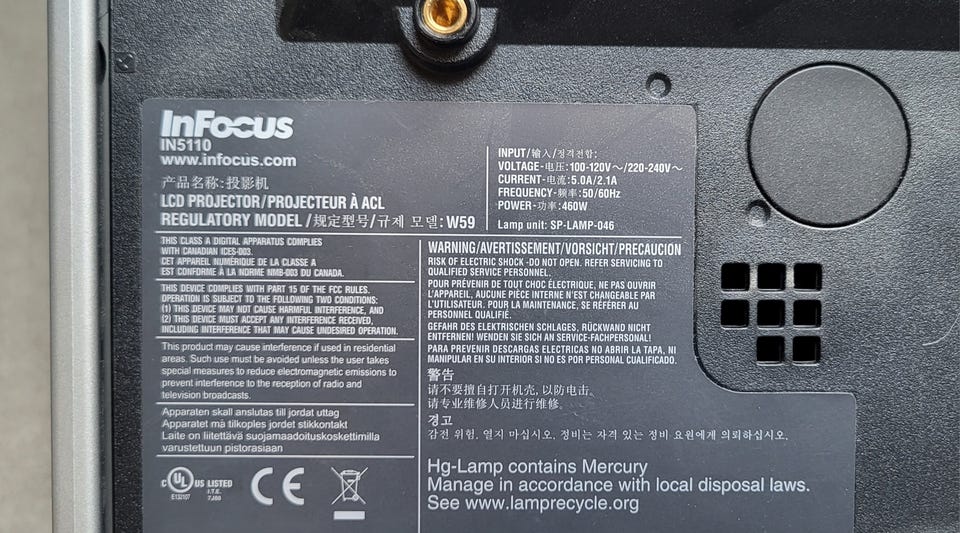 InFocus
IN5110
www.infocus.com
产品名称:投影机
LCD PROJECTOR/PROJECTEUR À ACL
REGULATORY MODEL/规定型号/규제 모델:W59
INPUT/输入/정격전함:
VOLTAGE-电压:100-120V～/220-240V～
CURRENT-电流:5.0A/2.1A
FREQUENCY-频率:50/60Hz
POWER-功率:460W
Lamp unit: SP-LAMP-046
THIS CLASS A DIGITAL APPARATUS COMPLIES
WITH CANADIAN ICES-003.
CET APPAREIL NUMÉRIQUE DE LA CLASSE A
EST CONFORME À LA NORME NMB-003 DU CANADA.
THIS DEVICE COMPLIES WITH PART 15 OF THE FCC RULES.
OPERATION IS SUBJECT TO THE FOLLOWING TWO CONDITIONS:
(1) THIS DEVICE MAY NOT CAUSE HARMFUL INTERFERENCE, AND
(2) THIS DEVICE MUST ACCEPT ANY INTERFERENCE RECEIVED,
INCLUDING INTERFERENCE THAT MAY CAUSE UNDESIRED OPERATION.
This product may cause interference if used in residential
areas. Such use must be avoided unless the user takes
special measures to reduce electromagnetic emissions to
prevent interference to the reception of radio and
television broadcasts.
Apparaten skall anslutas till jordat uttag
Apparatet må tilkoples jordet stikkontakt
Laite on liitettävä suojamaadoituskoskettimilla
varustettuun pistorasiaan
C UL US LISTED
E132107 I.T.E.
7J80
CE
WARNING/AVERTISSEMENT/VORSICHT/PRECAUCION
RISK OF ELECTRIC SHOCK -DO NOT OPEN. REFER SERVICING TO
QUALIFIED SERVICE PERSONNEL.
POUR PRÉVENIR DE TOUT CHOC ÉLECTRIQUE, NE PAS OUVRIR
L'APPAREIL, AUCUNE PIÈCE INTERNE N'EST CHANGEABLE PAR
L'UTILISATEUR. POUR LA MAINTENANCE, SE RÉFÉRER AU
PERSONNEL QUALIFIÉ.
GEFAHR DES ELEKTRISCHEN SCHLAGES, RÜCKWAND NICHT
ENTFERNEN! WENDEN SIE SICH AN SERVICE-FACHPERSONAL!
PARA PREVENIR DESCARGAS ELECTRICAS NO ABRIR LA TAPA, NI
MANIPULAR EN SU INTERIOR SI NO ES POR PERSONAL CUALIFICADO.
警告
请不要擅自打开机壳,以防电击。
请专业维修人员进行维修。
경고
감전 위험. 열지 마십시오. 정비는 자격 있는 정비 요원에게 의뢰하십시오.
Hg-Lamp contains Mercury
Manage in accordance with local disposal laws.
See www.lamprecycle.org